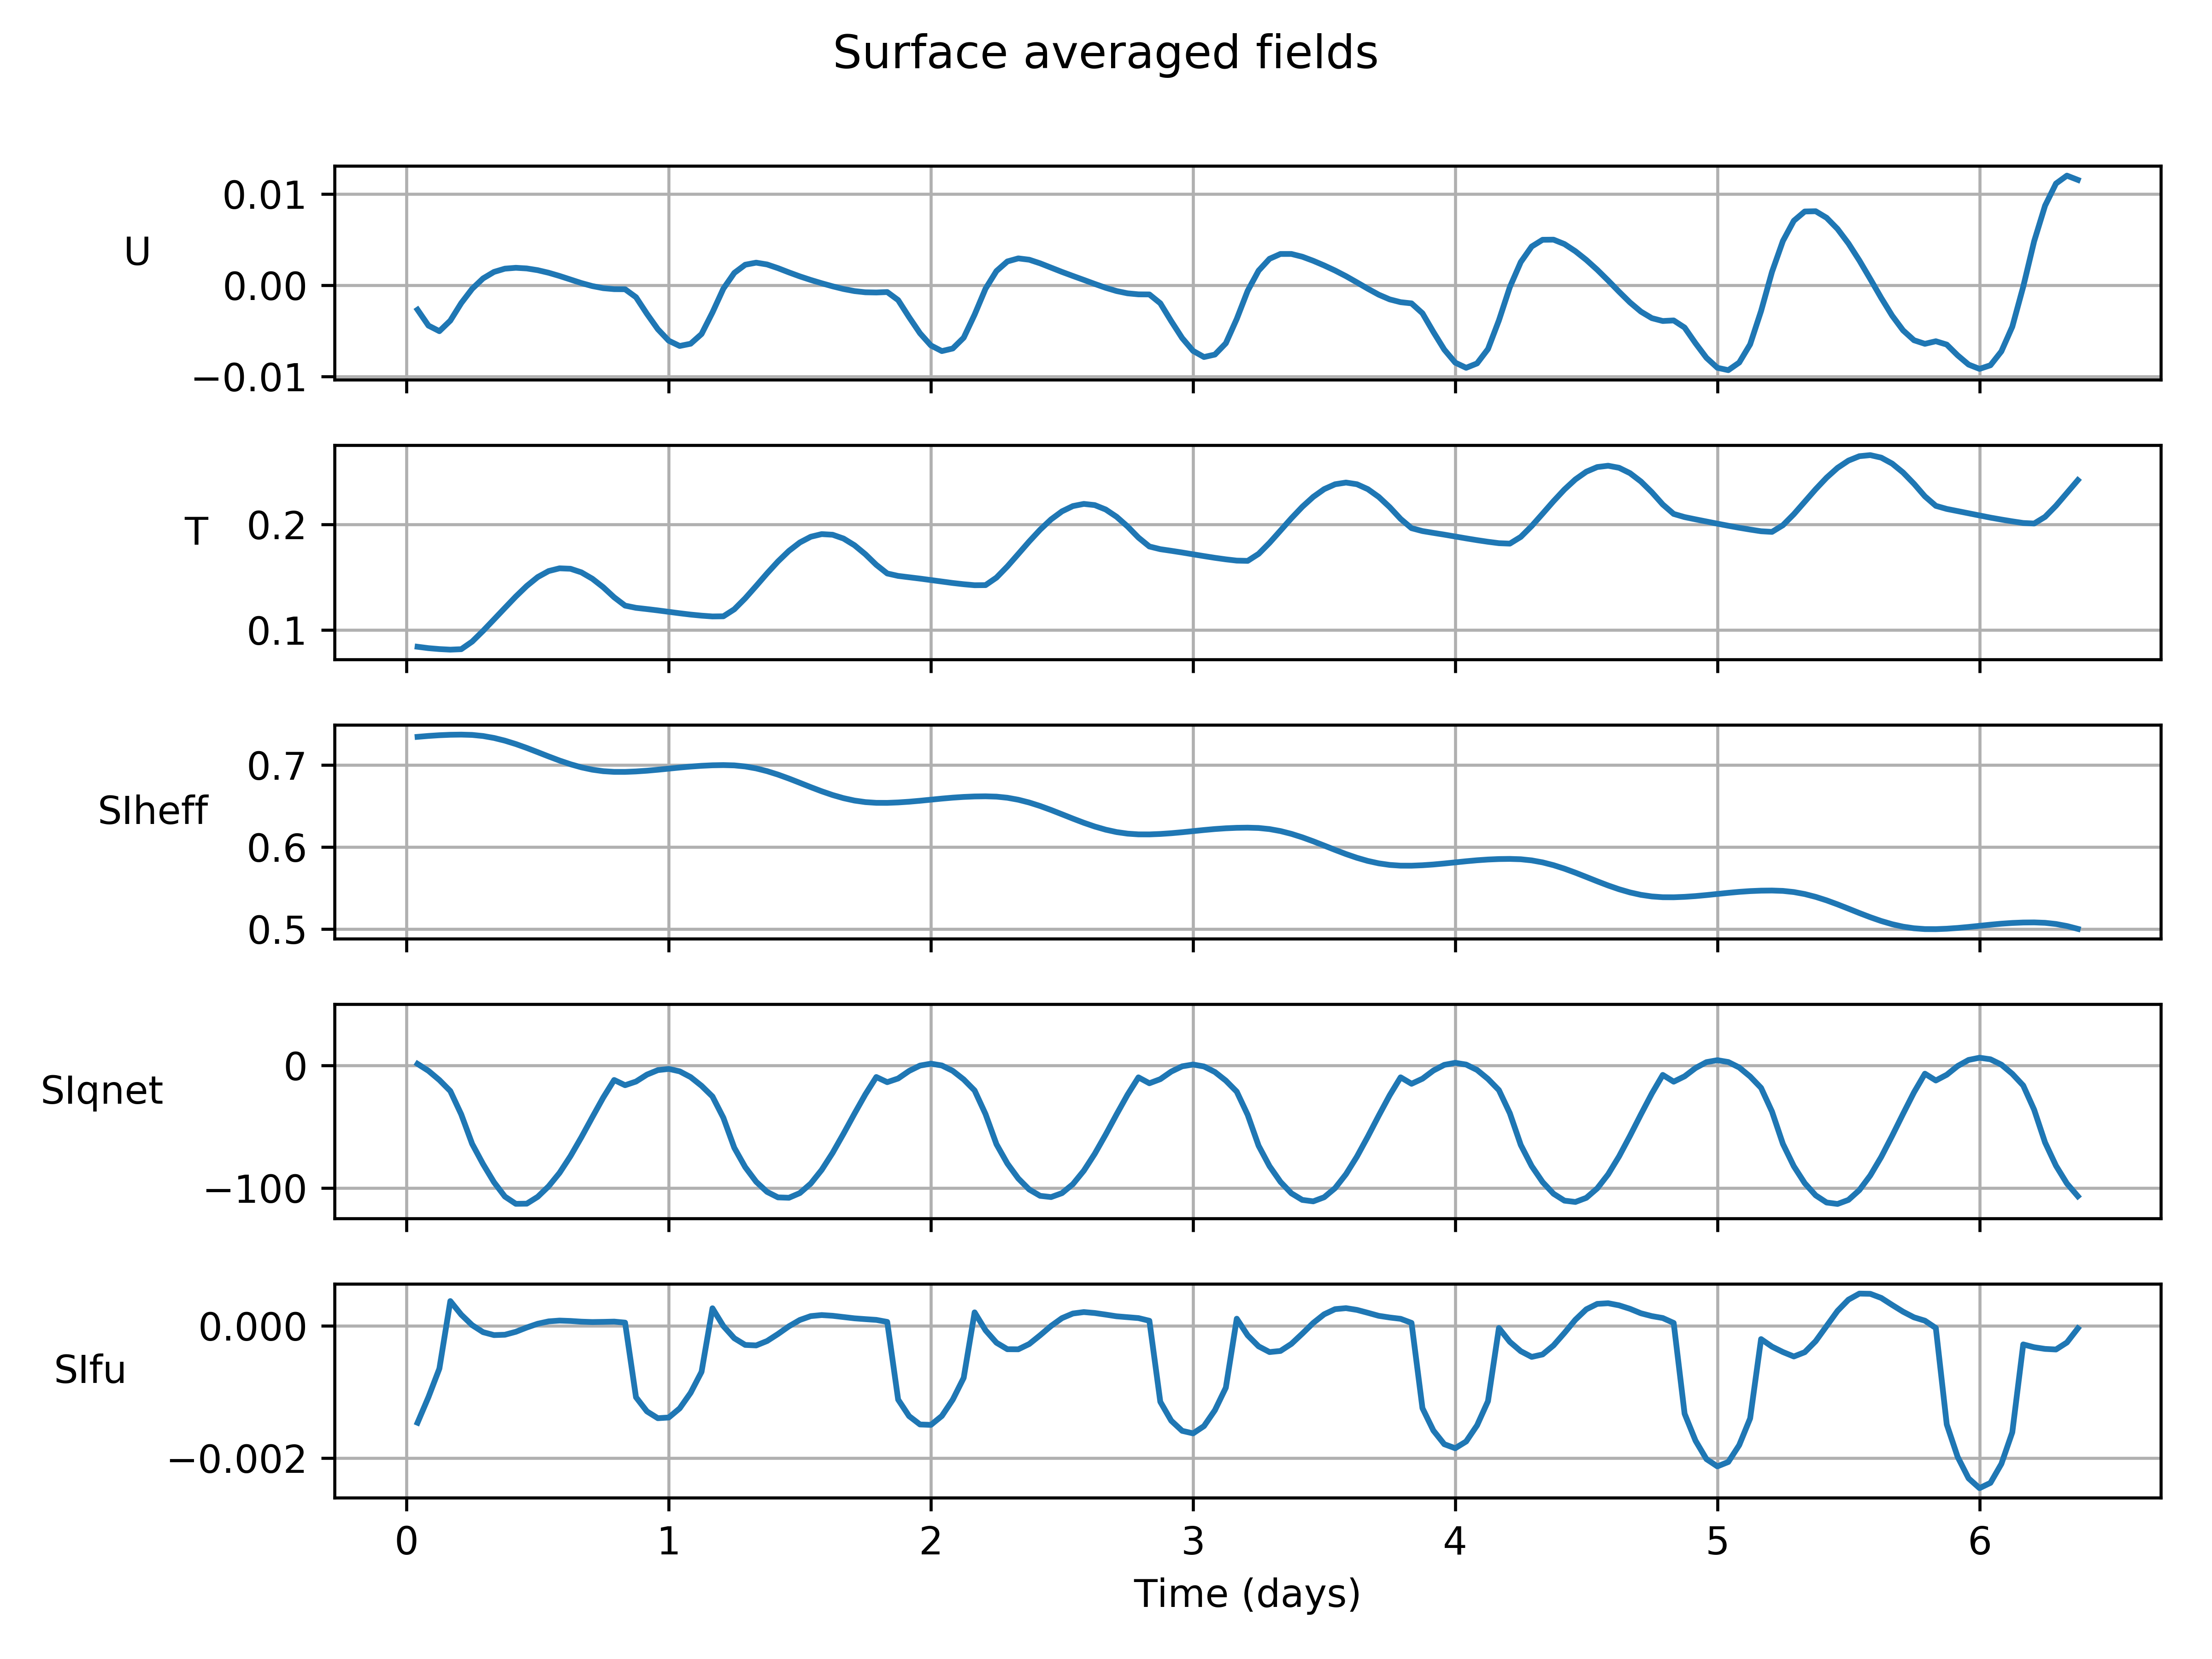 Surface averaged fields
U
0.01
0.00
−0.01
T
0.2
0.1
SIheff
0.7
0.6
0.5
SIqnet
0
−100
SIfu
0.000
−0.002
0 1 2 3 4 5 6
Time (days)